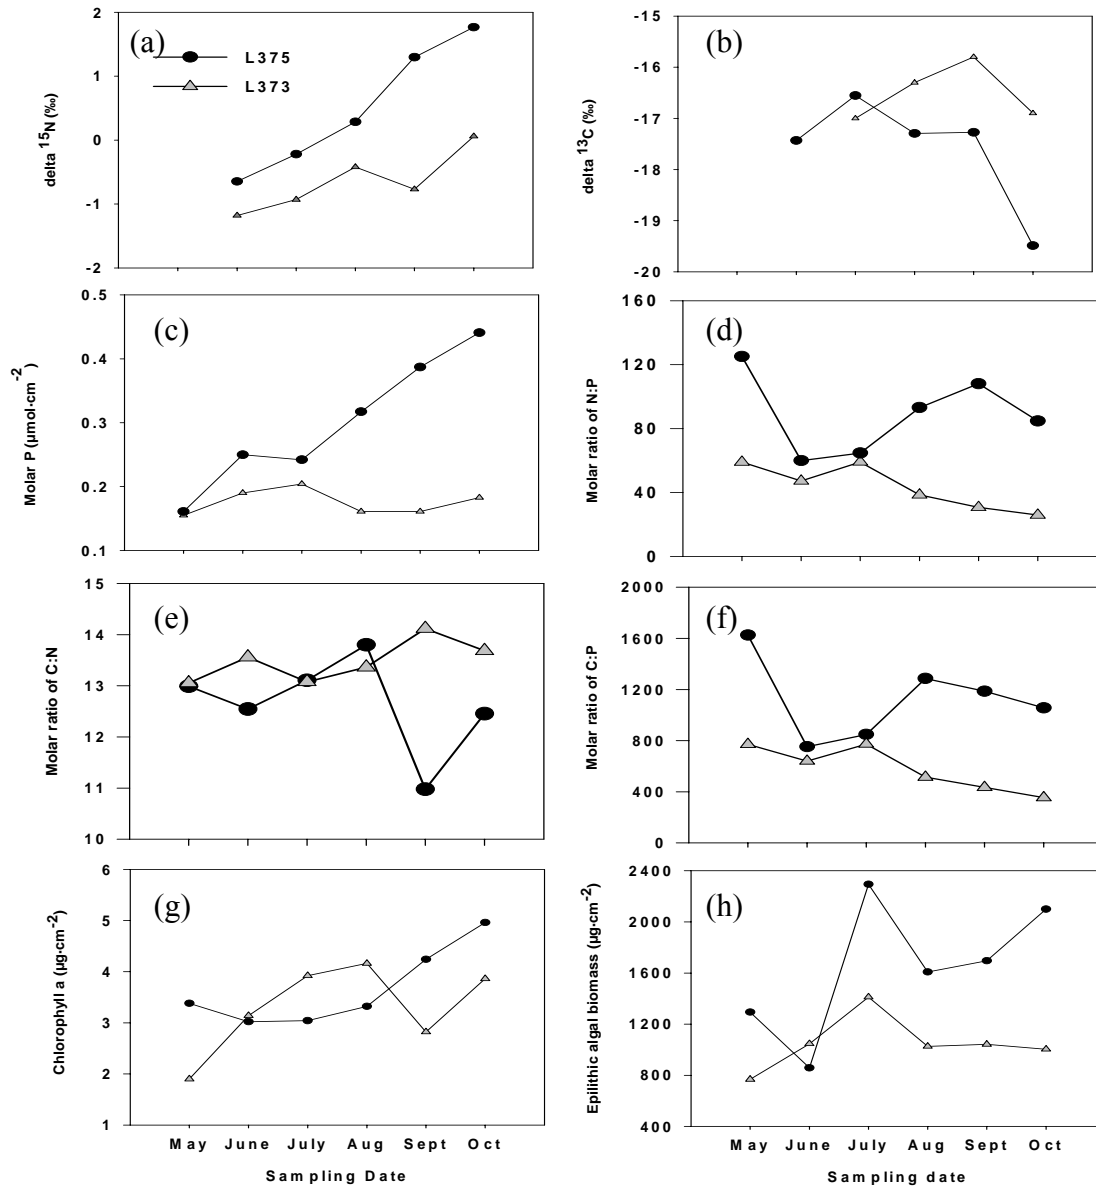 (a)
L375
L373
delta ¹⁵N (‰)
2
1
0
-1
-2
(b)
delta ¹³C (‰)
-15
-16
-17
-18
-19
-20
(c)
Molar P (µmol·cm⁻²)
0.5
0.4
0.3
0.2
0.1
(d)
Molar ratio of N:P
160
120
80
40
0
(e)
Molar ratio of C:N
15
14
13
12
11
10
(f)
Molar ratio of C:P
2000
1600
1200
800
400
0
(g)
Chlorophyll a (µg·cm⁻²)
6
5
4
3
2
1
May June July Aug Sept Oct
Sampling Date
(h)
Epilithic algal biomass (µg·cm⁻²)
2400
2000
1600
1200
800
400
May June July Aug Sept Oct
Sampling date